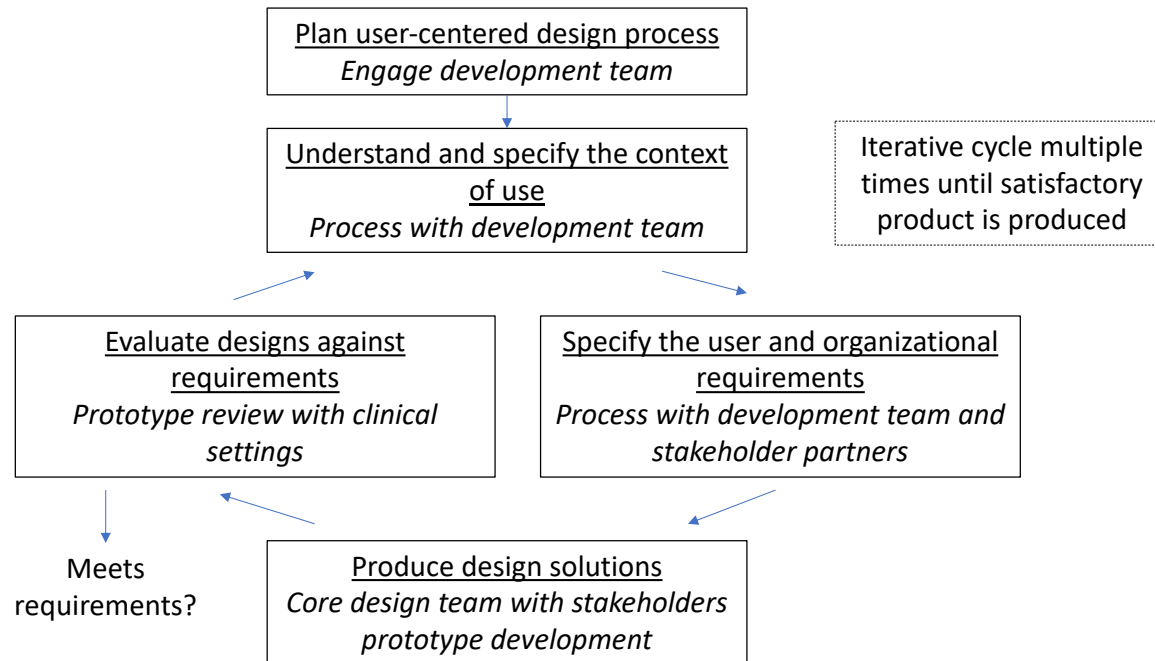 Plan user-centered design process
Engage development team
Understand and specify the context
of use
Process with development team
Iterative cycle multiple
times until satisfactory
product is produced
Evaluate designs against
requirements
Prototype review with clinical
settings
Specify the user and organizational
requirements
Process with development team and
stakeholder partners
Meets
requirements?
Produce design solutions
Core design team with stakeholders
prototype development